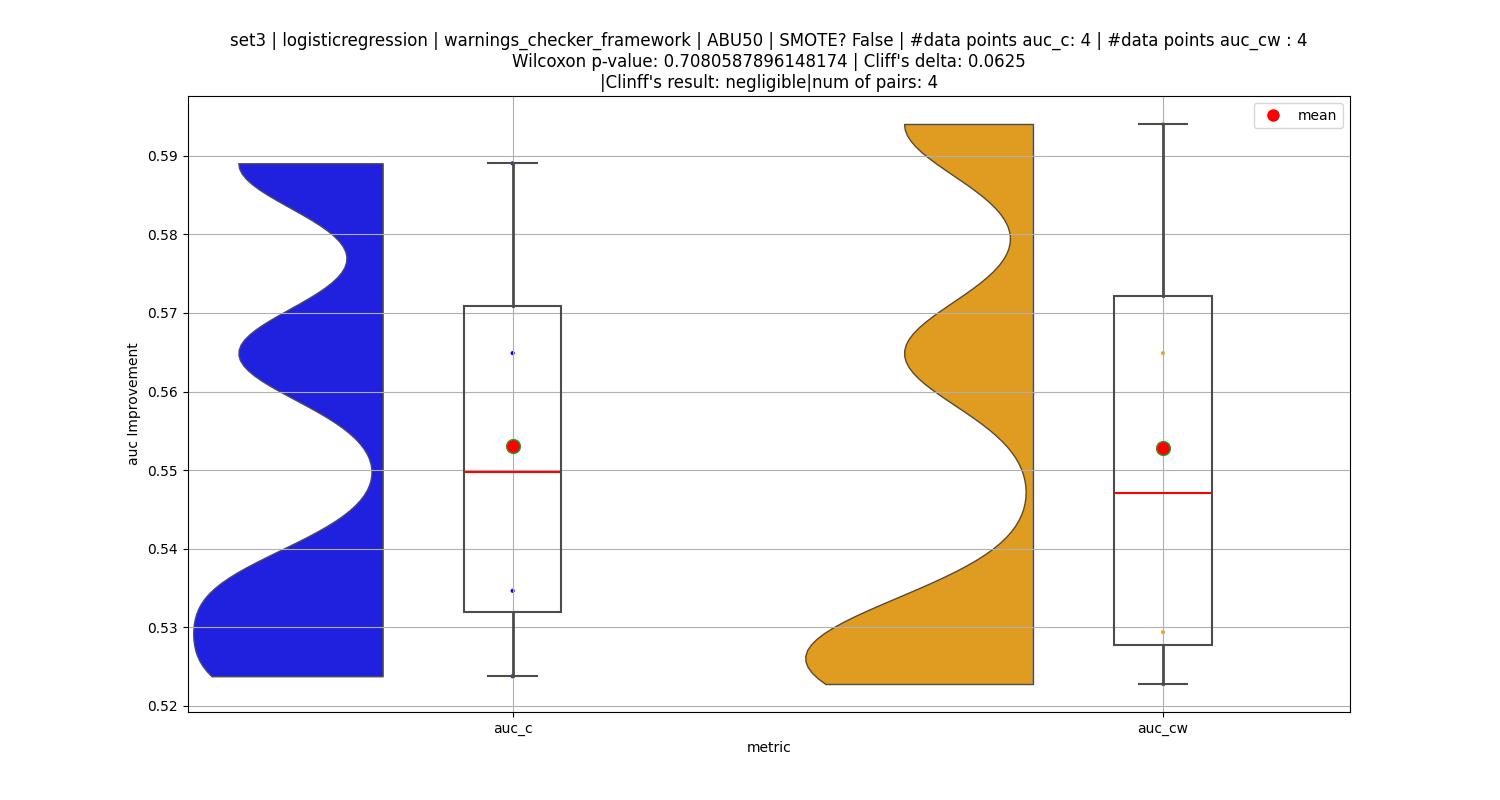 set3 | logisticregression | warnings_checker_framework | ABU50 | SMOTE? False | #data points auc_c: 4 | #data points auc_cw : 4
Wilcoxon p-value: 0.7080587896148174 | Cliff's delta: 0.0625
|Clinff's result: negligible|num of pairs: 4
mean
0.59
0.58
0.57
0.56
0.55
0.54
0.53
0.52
auc Improvement
auc_c
auc_cw
metric